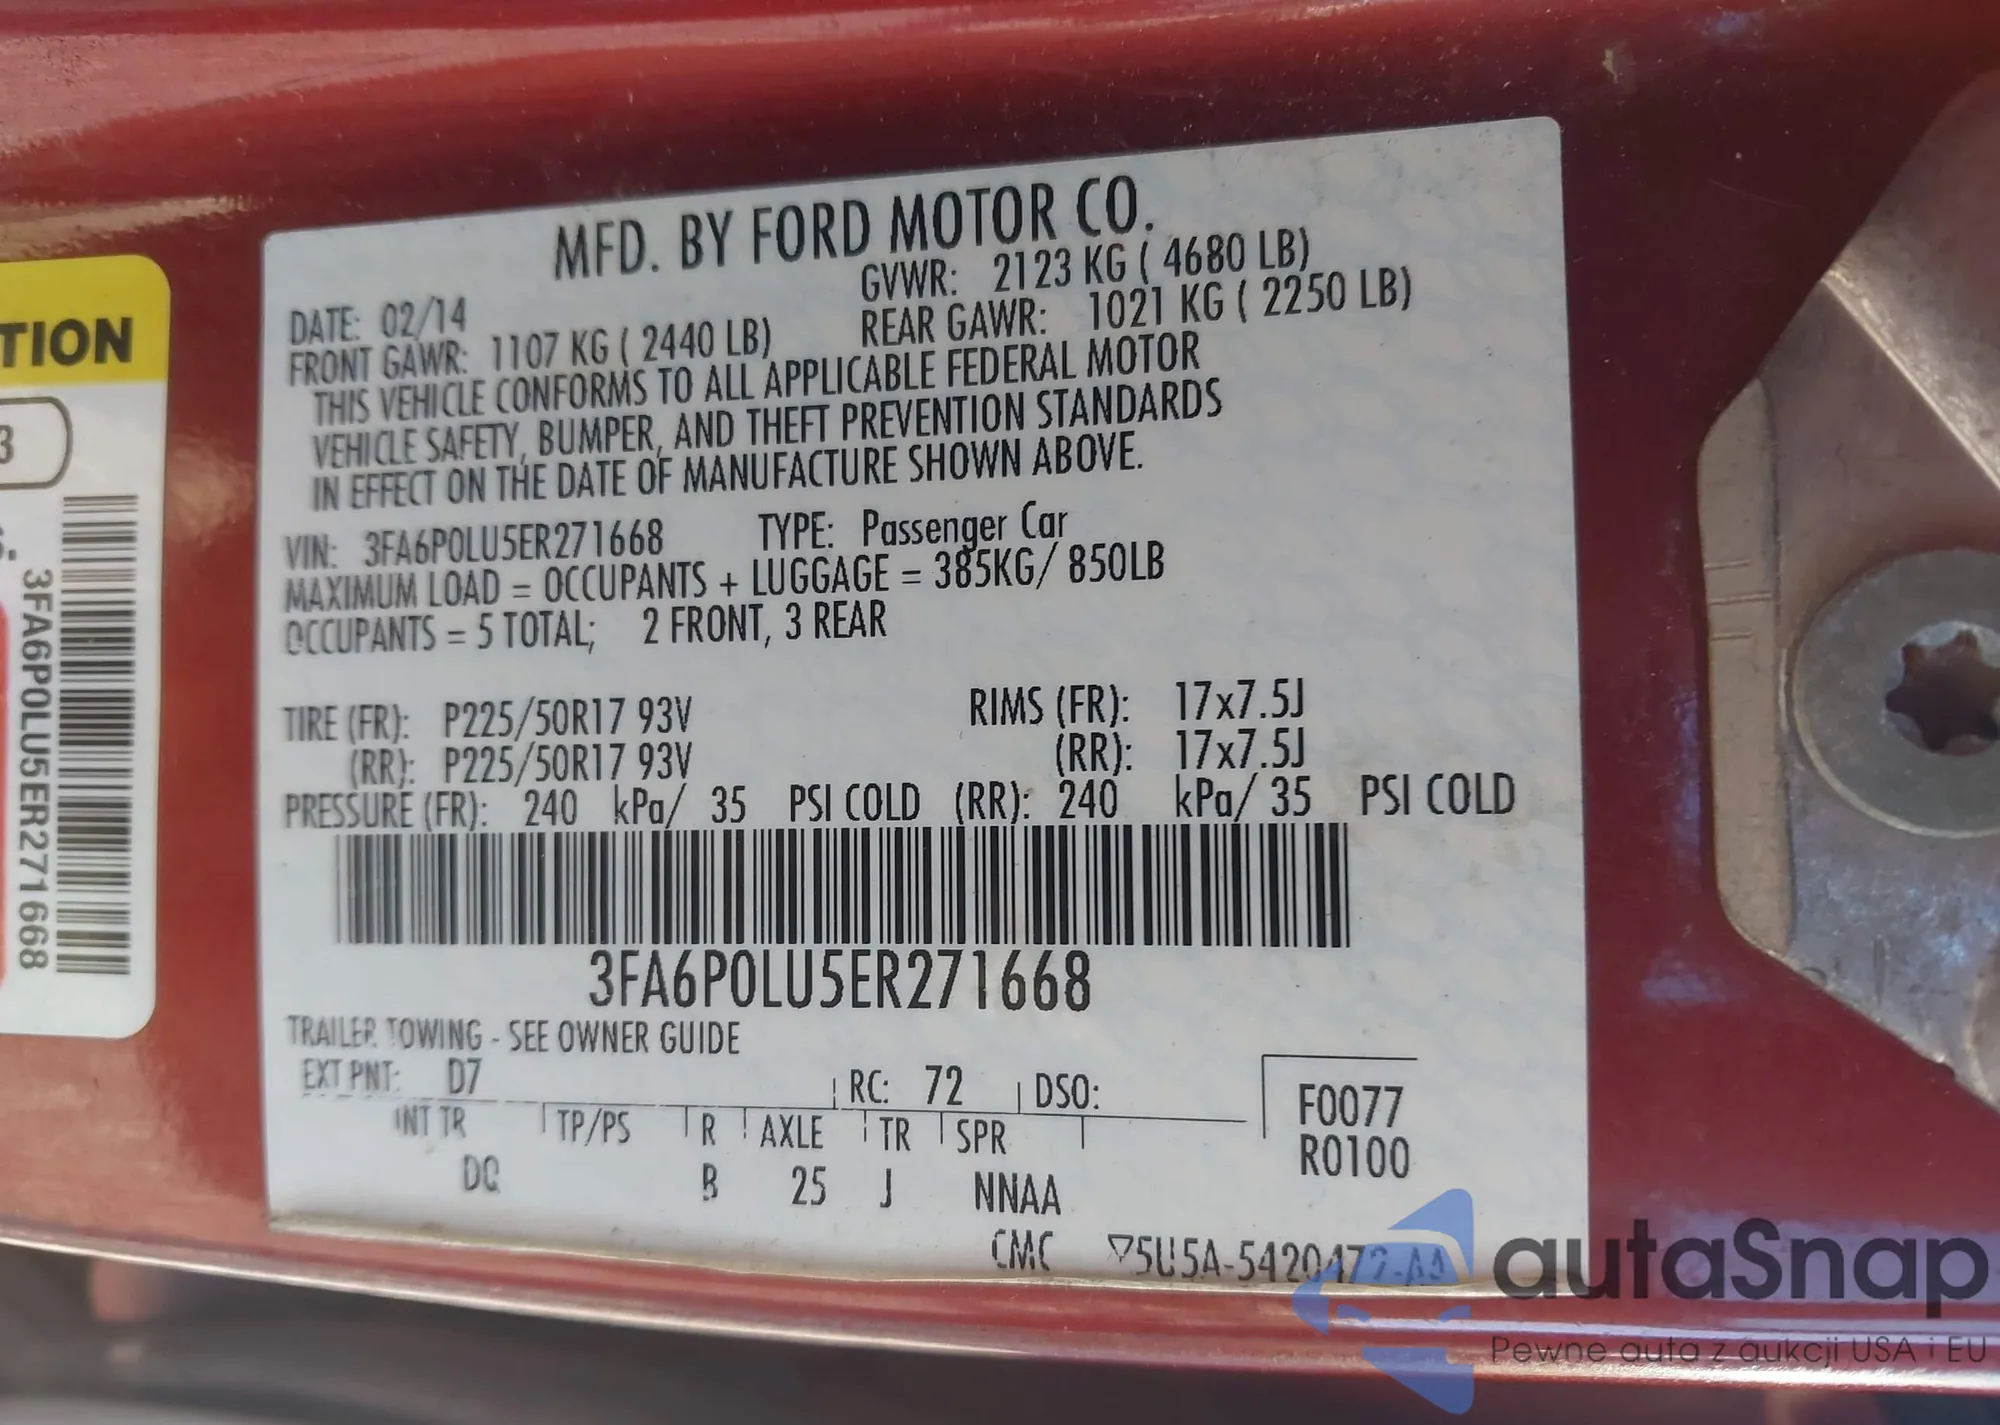 MFD. BY FORD MOTOR CO.
DATE: 02/14 GVWR: 2123 KG ( 4680 LB)
FRONT GAWR: 1107 KG ( 2440 LB) REAR GAWR: 1021 KG ( 2250 LB)
THIS VEHICLE CONFORMS TO ALL APPLICABLE FEDERAL MOTOR
VEHICLE SAFETY, BUMPER, AND THEFT PREVENTION STANDARDS
IN EFFECT ON THE DATE OF MANUFACTURE SHOWN ABOVE.
VIN: 3FA6P0LU5ER271668 TYPE: Passenger Car
MAXIMUM LOAD = OCCUPANTS + LUGGAGE = 385KG/ 850LB
OCCUPANTS = 5 TOTAL; 2 FRONT, 3 REAR
TIRE (FR): P225/50R17 93V RIMS (FR): 17x7.5J
(RR): P225/50R17 93V (RR): 17x7.5J
PRESSURE (FR): 240 kPa/ 35 PSI COLD (RR): 240 kPa/ 35 PSI COLD
3FA6P0LU5ER271668
TRAILER TOWING - SEE OWNER GUIDE
EXT PNT: D7 RC: 72 DSO:
F0077
R0100
INT TR TP/PS R AXLE TR SPR
DQ B 25 J NNAA
CMC ▽5U5A-5420472-AA
TION
3
3FA6P0LU5ER271668
autaSnap
Pewne auta z aukcji USA i EU